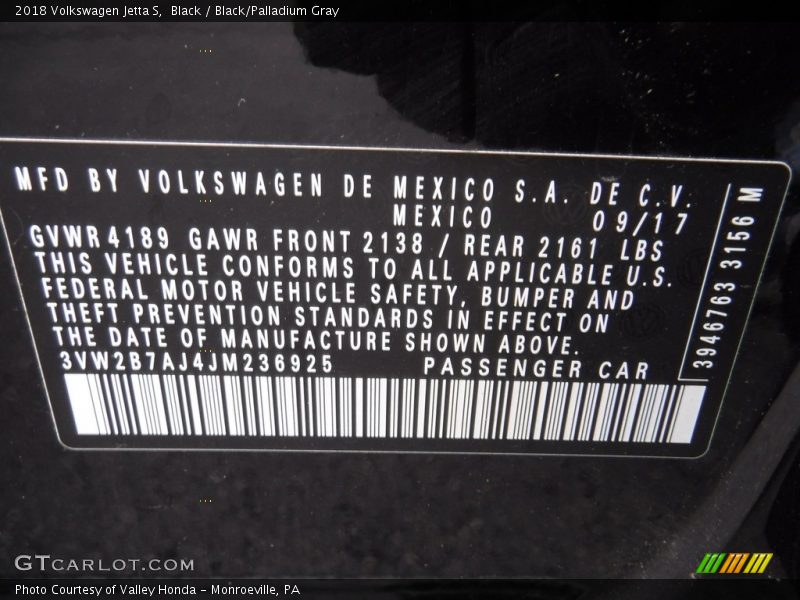 2018 Volkswagen Jetta S,  Black / Black/Palladium Gray
MFD BY VOLKSWAGEN DE MEXICO S.A. DE C.V.
MEXICO 09/17
GVWR 4189 GAWR FRONT 2138 / REAR 2161 LBS
THIS VEHICLE CONFORMS TO ALL APPLICABLE U.S.
FEDERAL MOTOR VEHICLE SAFETY, BUMPER AND
THEFT PREVENTION STANDARDS IN EFFECT ON
THE DATE OF MANUFACTURE SHOWN ABOVE.
3VW2B7AJ4JM236925 PASSENGER CAR
3946763 3156 M
GTCARLOT.COM
Photo Courtesy of Valley Honda - Monroeville, PA